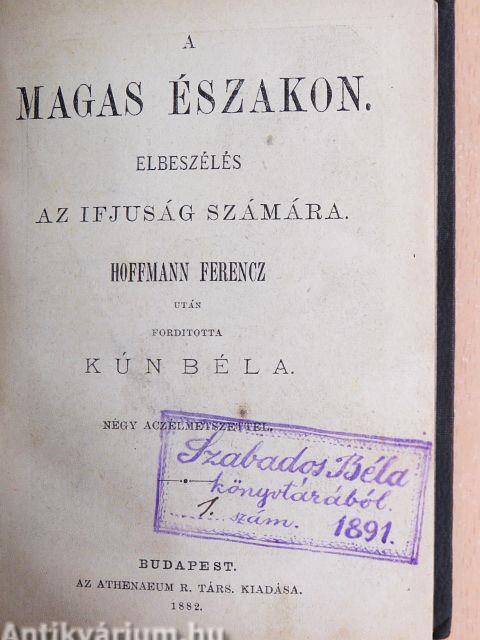 A
MAGAS ÉSZAKON.
ELBESZÉLÉS
AZ IFJUSÁG SZÁMÁRA.
HOFFMANN FERENCZ
UTÁN
FORDITOTTA
KÚN BÉLA.
NÉGY ACZÉLMETSZETTEL.
Szabados Béla
könyvtárából.
1. szám. 1891.
BUDAPEST.
AZ ATHENAEUM R. TÁRS. KIADÁSA.
1882.
Antikvárium.hu